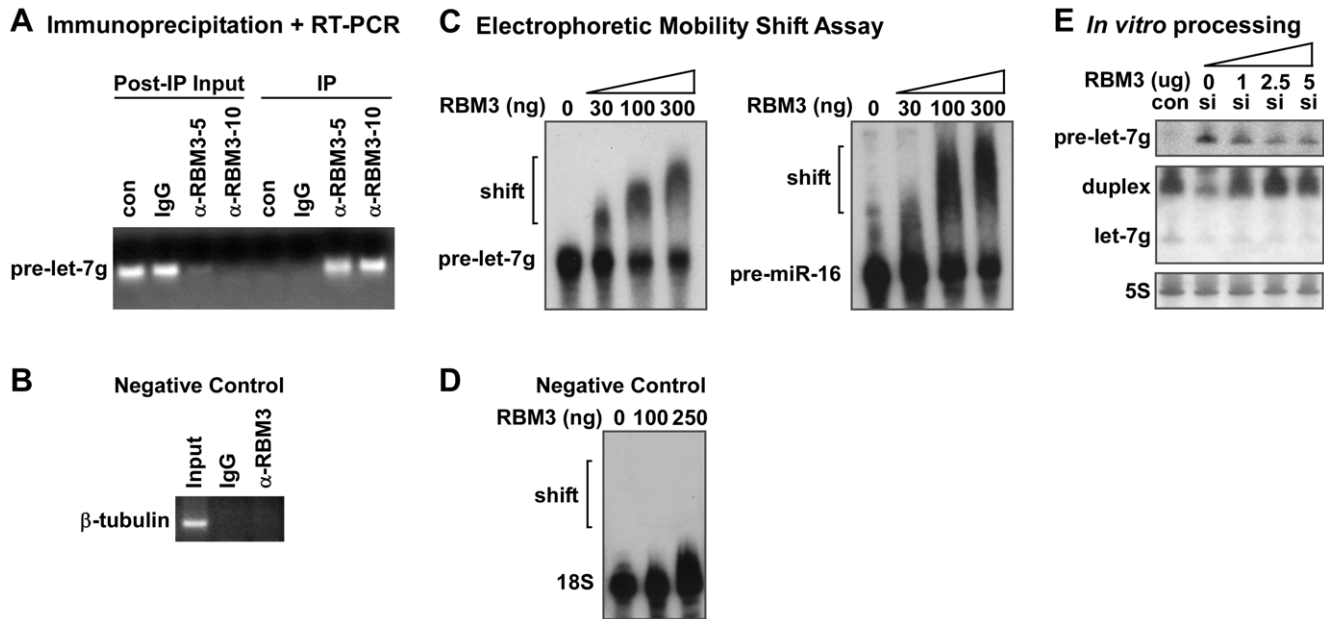 A Immunoprecipitation + RT-PCR
Post-IP Input IP
con IgG α-RBM3-5 α-RBM3-10 con IgG α-RBM3-5 α-RBM3-10
pre-let-7g
B Negative Control
Input IgG α-RBM3
β-tubulin
C Electrophoretic Mobility Shift Assay
RBM3 (ng) 0 30 100 300
shift
pre-let-7g
RBM3 (ng) 0 30 100 300
shift
pre-miR-16
D Negative Control
RBM3 (ng) 0 100 250
shift
18S
E In vitro processing
RBM3 (ug) 0 1 2.5 5
con si si si si
pre-let-7g
duplex
let-7g
5S